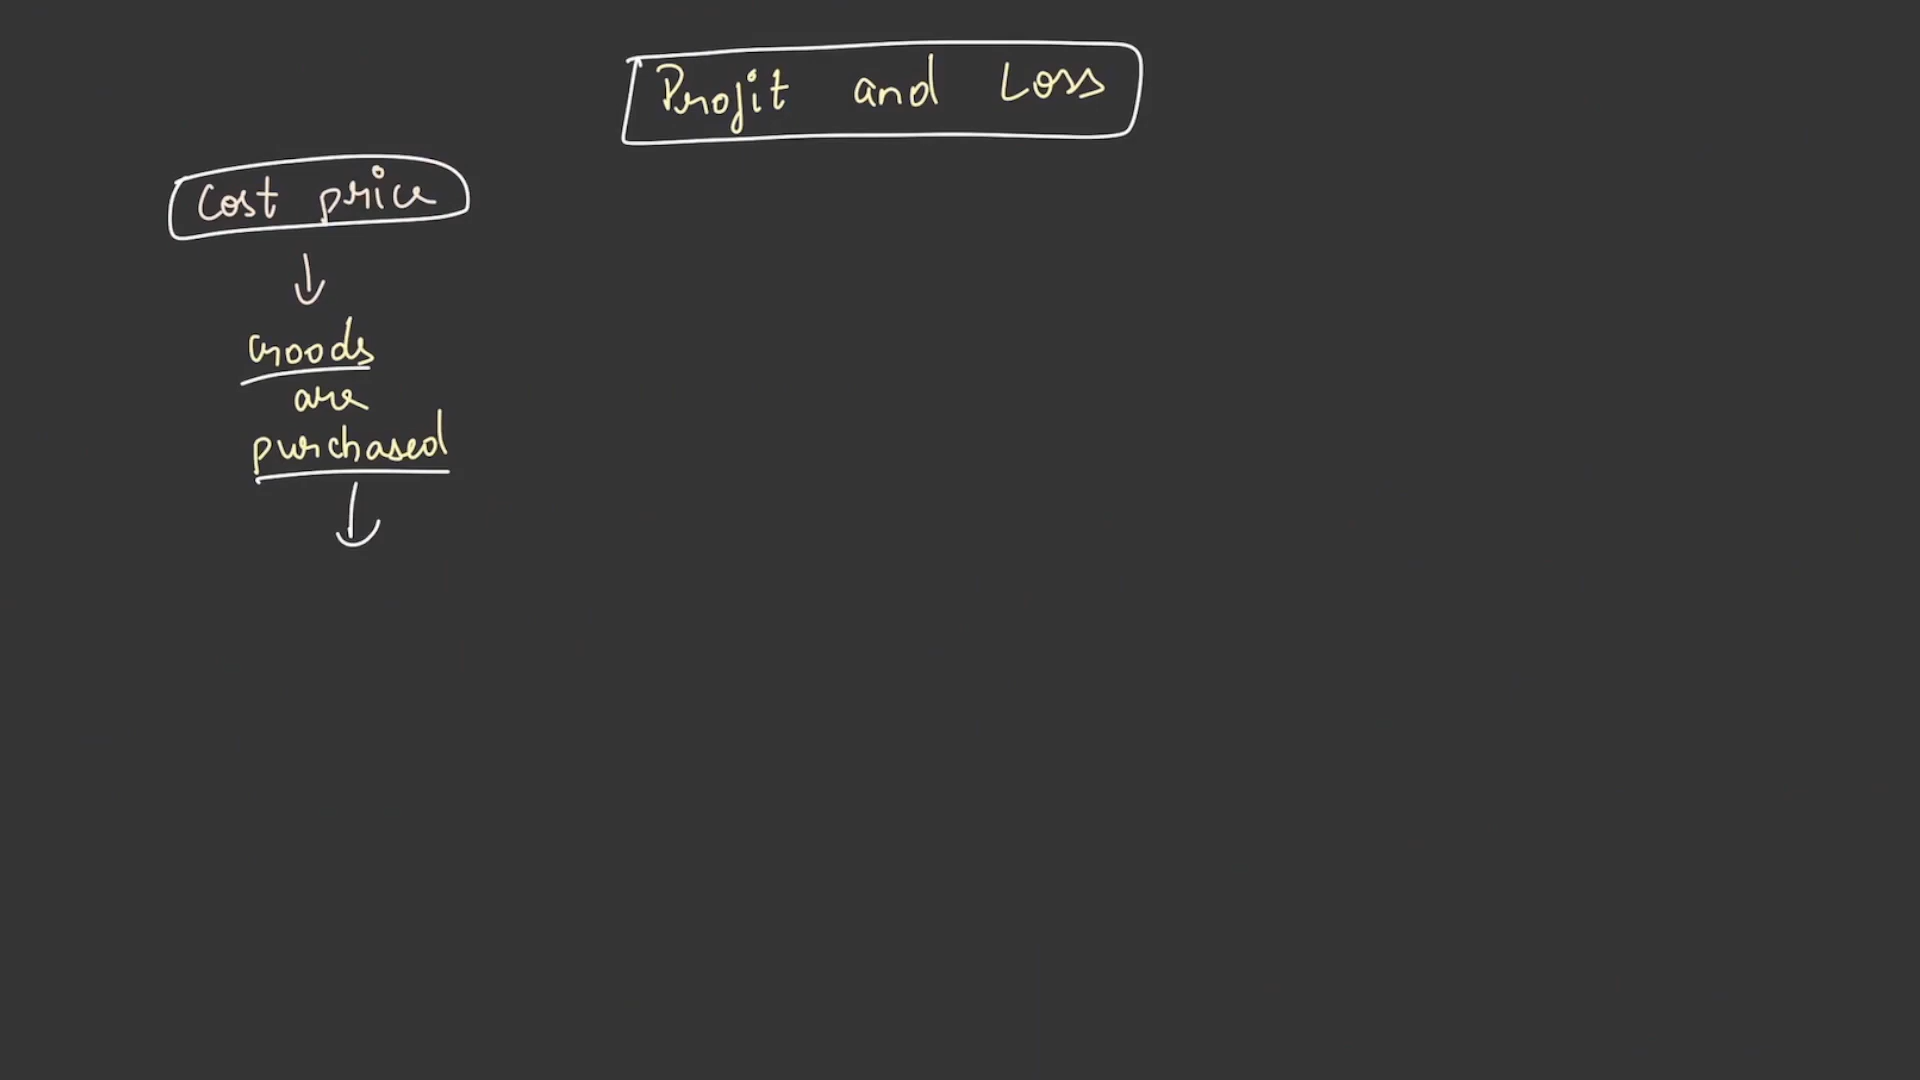 Profit and Loss
Cost price
Goods
are
purchased